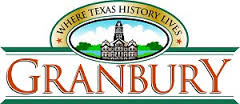 WHERE TEXAS HISTORY LIVES
GRANBURY